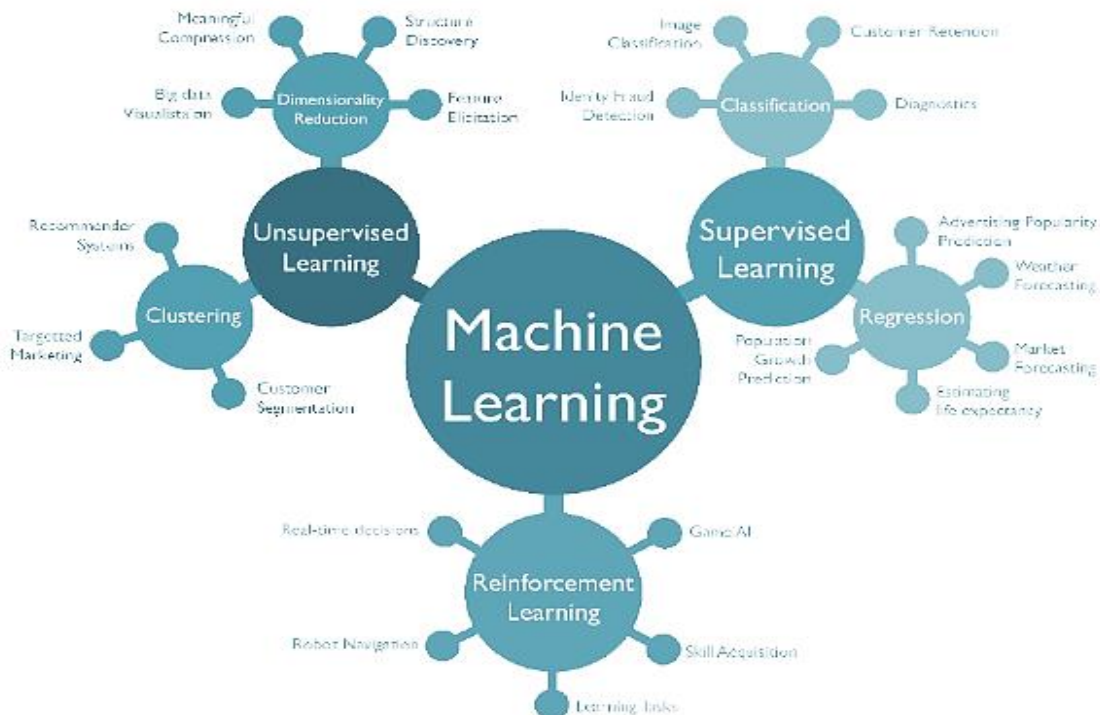 Meaningful
Compression
Structure
Discovery
Big data
Visualistaion
Dimensionality
Reduction
Feature
Elicitation
Image
Classification
Customer Retention
Idenity Fraud
Detection
Classification
Diagnostics
Unsupervised
Learning
Supervised
Learning
Recommender
Systems
Clustering
Targetted
Marketing
Customer
Segmentation
Advertising Popularity
Prediction
Weather
Forecasting
Regression
Population
Growth
Prediction
Market
Forecasting
Estimating
life expectancy
Machine
Learning
Real-time decisions
Game AI
Reinforcement
Learning
Robot Navigation
Skill Acquisition
Learning Tasks